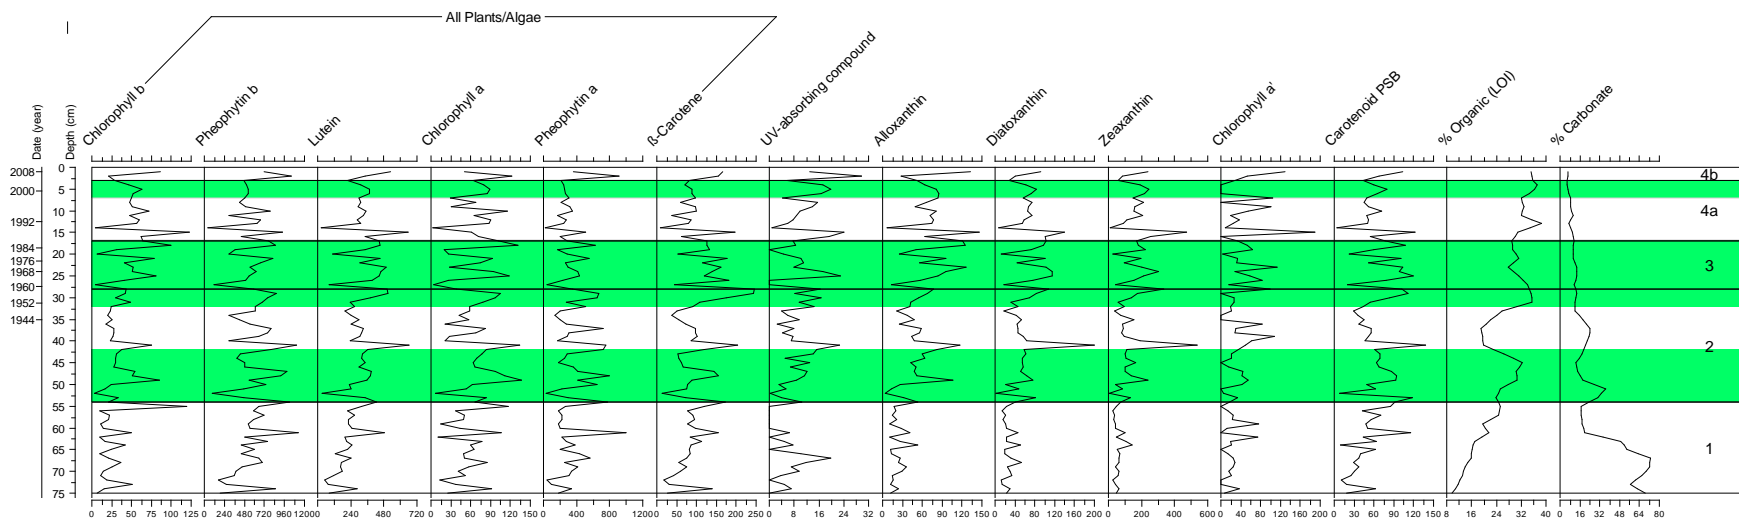 All Plants/Algae
Date (year)
Depth (cm)
Chlorophyll b
Pheophytin b
Lutein
Chlorophyll a
Pheophytin a
ß-Carotene
UV-absorbing compound
Alloxanthin
Diatoxanthin
Zeaxanthin
Chlorophyll a'
Carotenoid PSB
% Organic (LOI)
% Carbonate
2008
2000
1992
1984
1976
1968
1960
1952
1944
0
5
10
15
20
25
30
35
40
45
50
55
60
65
70
75
4b
4a
3
2
1
0 25 50 75 100 125
0 240 480 720 960 1200
0 240 480 720
0 30 60 90 120 150
0 400 800 1200
0 50 100 150 200 250
0 8 16 24 32
0 30 60 90 120 150
0 40 80 120 160 200
0 200 400 600
0 40 80 120 160 200
0 30 60 90 120 150
8 16 24 32 40
0 16 32 48 64 80